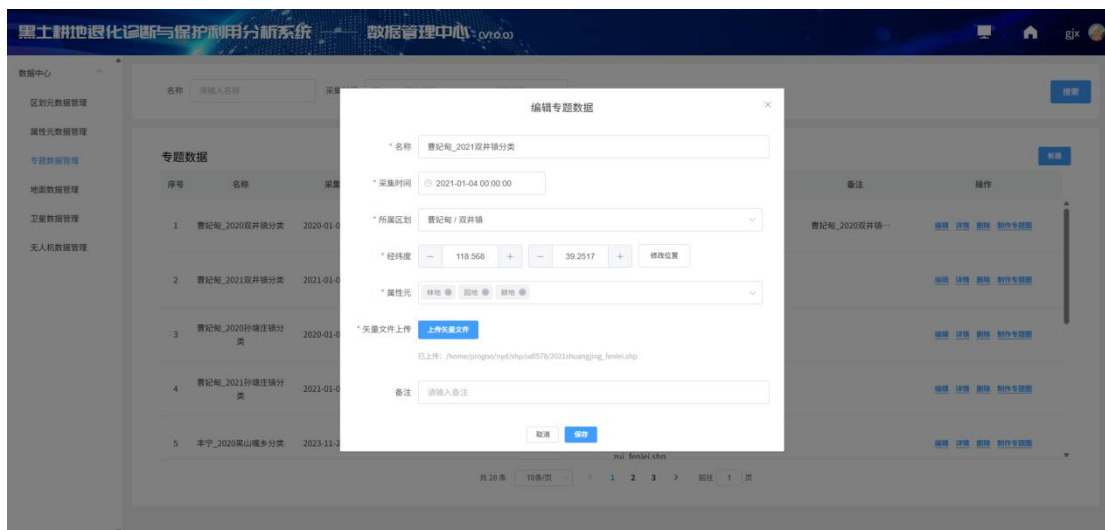 黑土耕地退化诊断与保护利用分析系统 —— 数据管理中心 (v1.0.0)
gjx
数据中心
区划元数据管理
属性元数据管理
专题数据管理
地面数据管理
卫星数据管理
无人机数据管理
名称 请输入名称
搜索
专题数据
新建
序号 名称 备注 操作
1 曹妃甸_2020双井镇分类 2020-01-0 曹妃甸_2020双井镇… 编辑 详情 删除 制作专题图
2 曹妃甸_2021双井镇分类 2021-01-0 编辑 详情 删除 制作专题图
3 曹妃甸_2020孙塘庄镇分类 2020-01-0 编辑 详情 删除 制作专题图
4 曹妃甸_2021孙塘庄镇分类 2021-01-0 编辑 详情 删除 制作专题图
5 丰宁_2020黑山嘴乡分类 2023-11-2 编辑 详情 删除 制作专题图
编辑专题数据
* 名称 曹妃甸_2021双井镇分类
* 采集时间 2021-01-04 00:00:00
* 所属区划 曹妃甸 / 双井镇
* 经纬度 − 118.568 + − 39.2517 + 修改位置
* 属性元 林地 园地 耕地
* 矢量文件上传 上传矢量文件
已上传：/home/progoo/nyd/shp/udl578/2021shuangjing_fenlei.shp
备注 请输入备注
取消 保存
zui_fenlei.shp
共 28 条 10条/页 < 1 2 3 > 前往 1 页